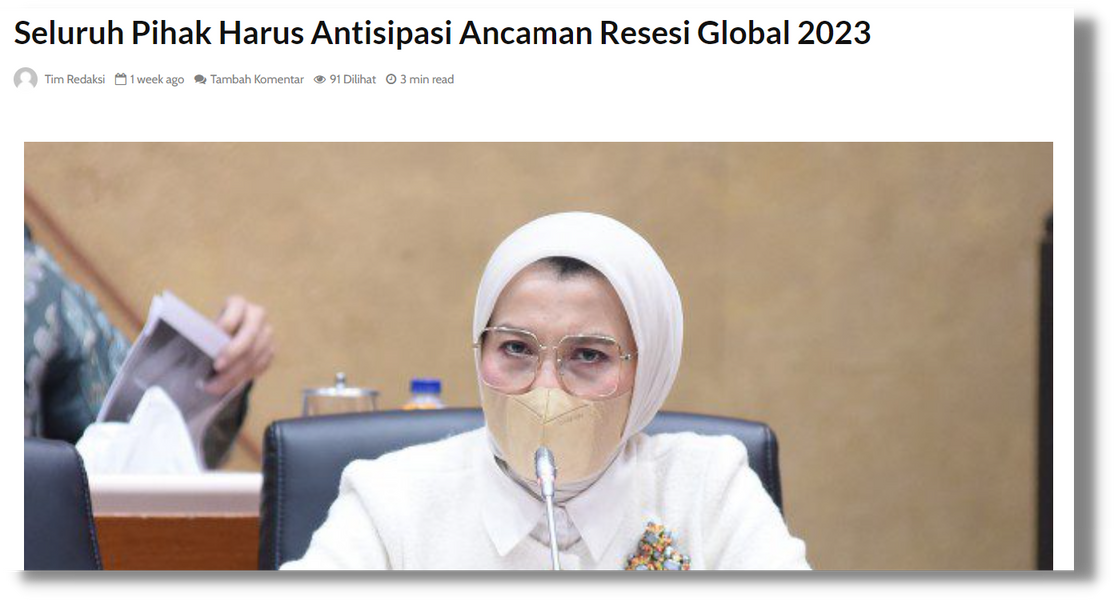 Seluruh Pihak Harus Antisipasi Ancaman Resesi Global 2023
Tim Redaksi 1 week ago Tambah Komentar 91 Dilihat 3 min read